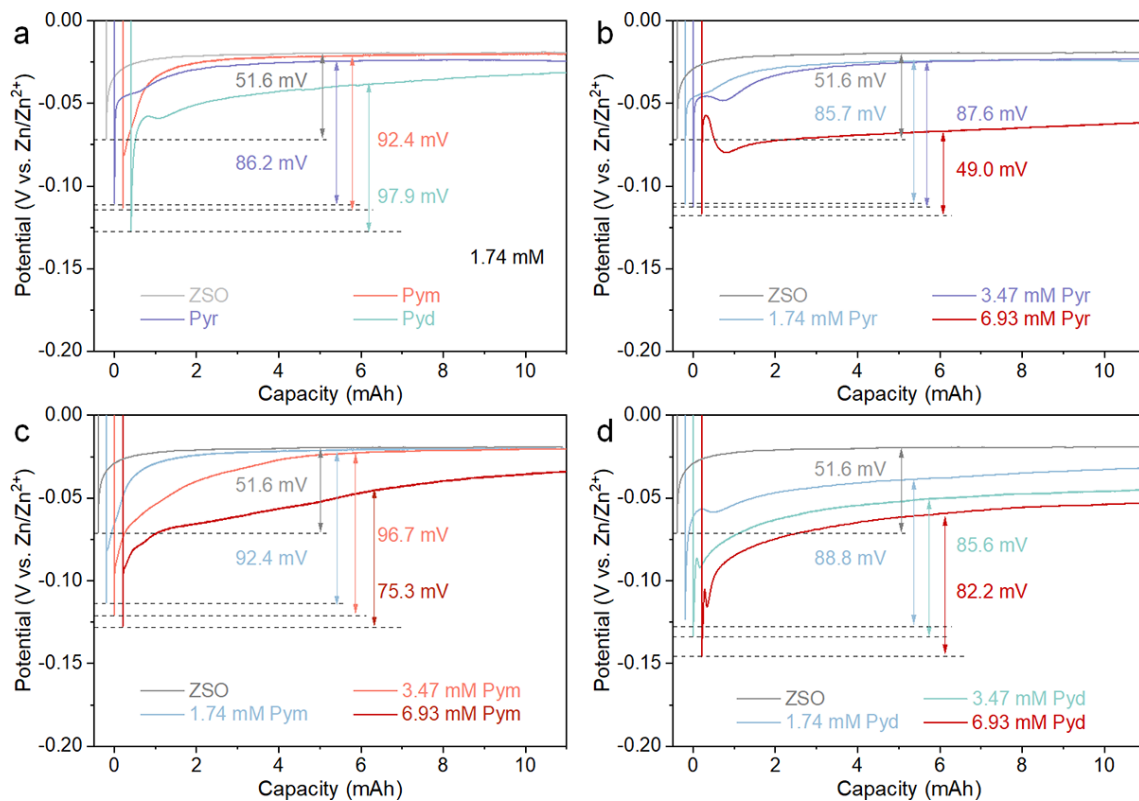 a
0.00
-0.05
-0.10
-0.15
-0.20
Potential (V vs. Zn/Zn²⁺)
51.6 mV
92.4 mV
86.2 mV
97.9 mV
1.74 mM
ZSO
Pym
Pyr
Pyd
0 2 4 6 8 10
Capacity (mAh)
b
0.00
-0.05
-0.10
-0.15
-0.20
Potential (V vs. Zn/Zn²⁺)
51.6 mV
85.7 mV
87.6 mV
49.0 mV
ZSO
3.47 mM Pyr
1.74 mM Pyr
6.93 mM Pyr
0 2 4 6 8 10
Capacity (mAh)
c
0.00
-0.05
-0.10
-0.15
-0.20
Potential (V vs. Zn/Zn²⁺)
51.6 mV
96.7 mV
92.4 mV
75.3 mV
ZSO
3.47 mM Pym
1.74 mM Pym
6.93 mM Pym
0 2 4 6 8 10
Capacity (mAh)
d
0.00
-0.05
-0.10
-0.15
-0.20
Potential (V vs. Zn/Zn²⁺)
51.6 mV
85.6 mV
88.8 mV
82.2 mV
ZSO
3.47 mM Pyd
1.74 mM Pyd
6.93 mM Pyd
0 2 4 6 8 10
Capacity (mAh)